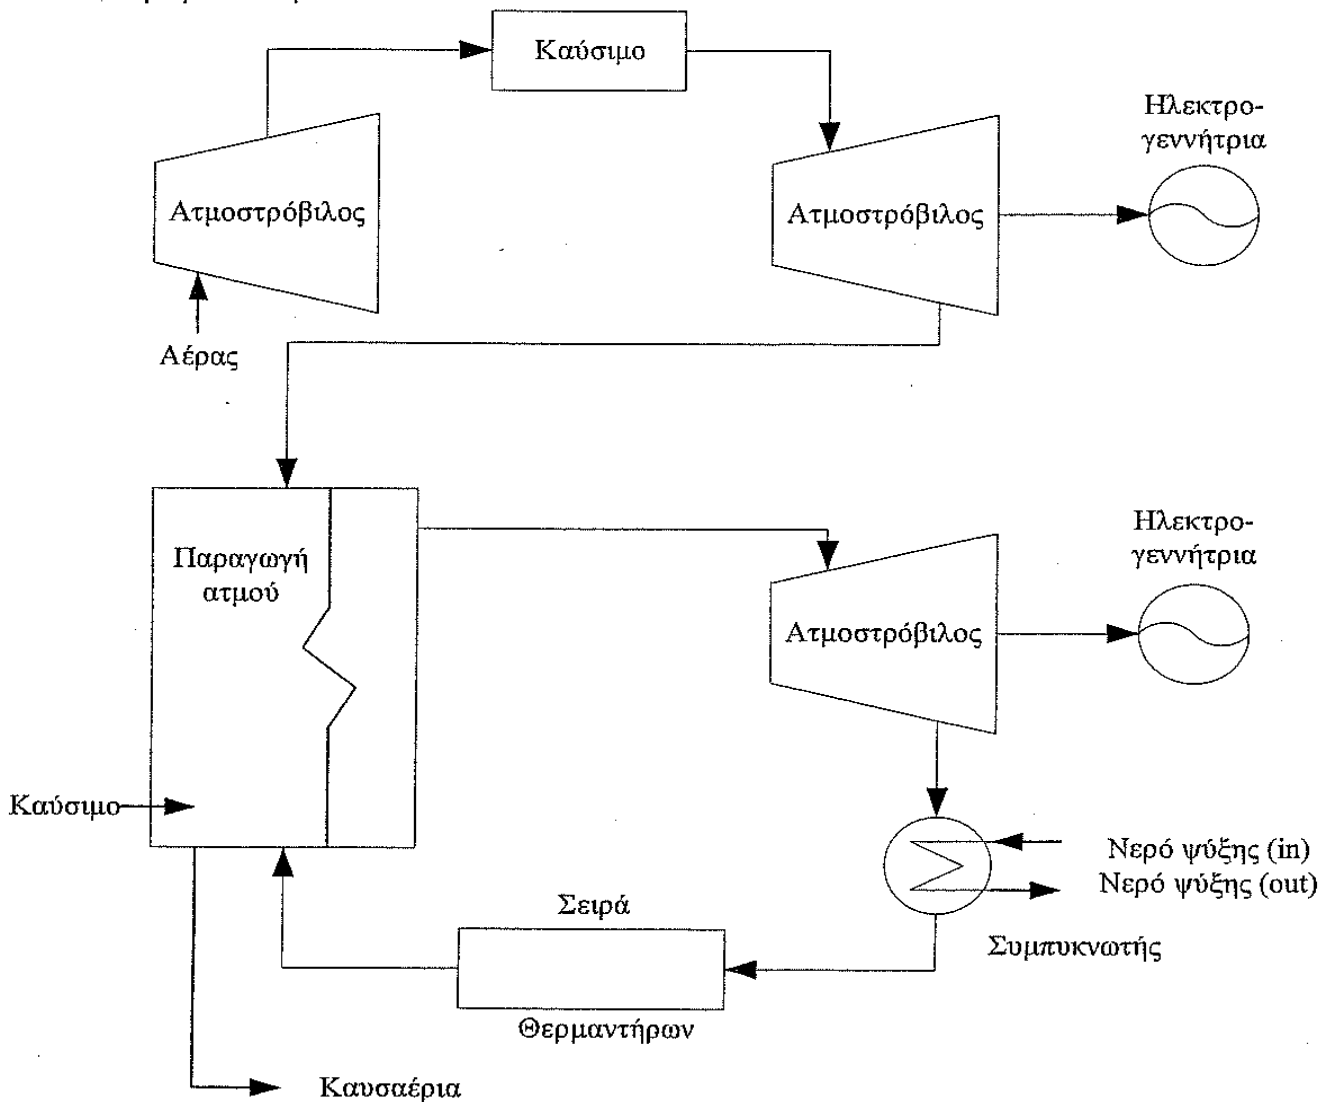 Καύσιμο
Ηλεκτρο-
γεννήτρια
Ατμοστρόβιλος
Ατμοστρόβιλος
Αέρας
Παραγωγή
ατμού
Ηλεκτρο-
γεννήτρια
Ατμοστρόβιλος
Καύσιμο
Νερό ψύξης (in)
Νερό ψύξης (out)
Σειρά
Συμπυκνωτής
Θερμαντήρων
Καυσαέρια